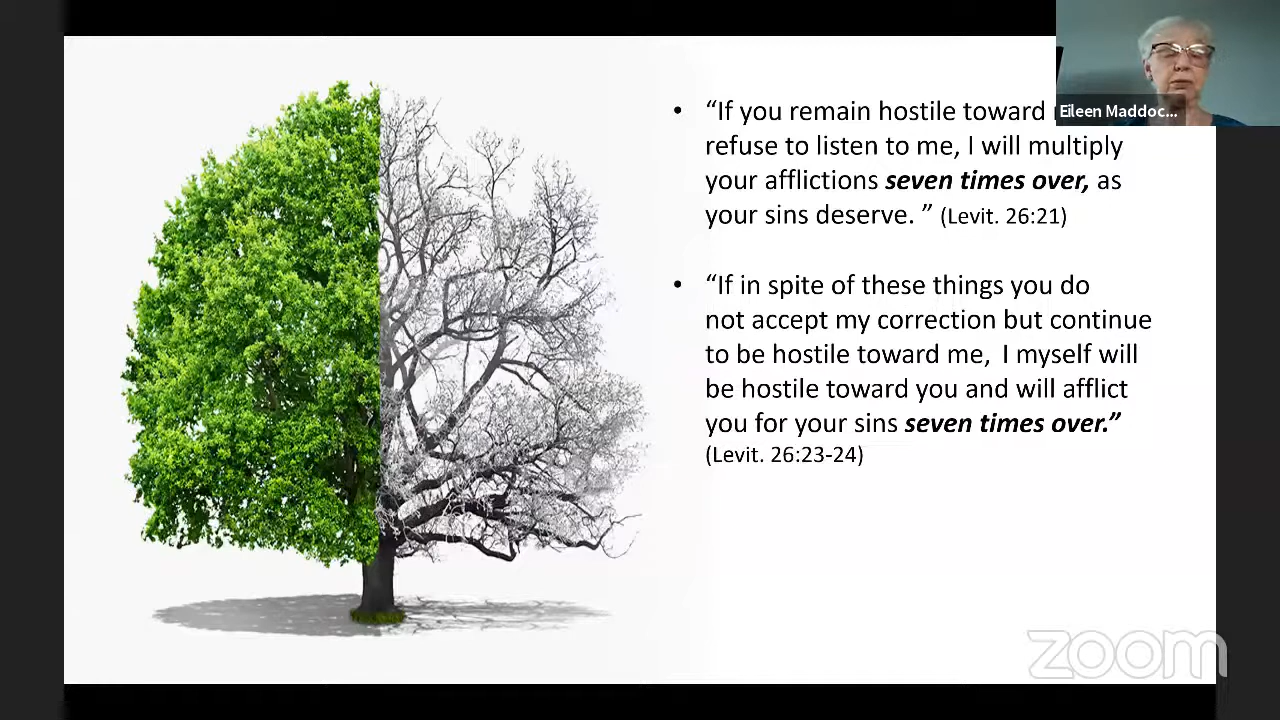 Eileen Maddoc...
• “If you remain hostile toward
refuse to listen to me, I will multiply
your afflictions seven times over, as
your sins deserve. ” (Levit. 26:21)
• “If in spite of these things you do
not accept my correction but continue
to be hostile toward me, I myself will
be hostile toward you and will afflict
you for your sins seven times over.”
(Levit. 26:23-24)
zoom